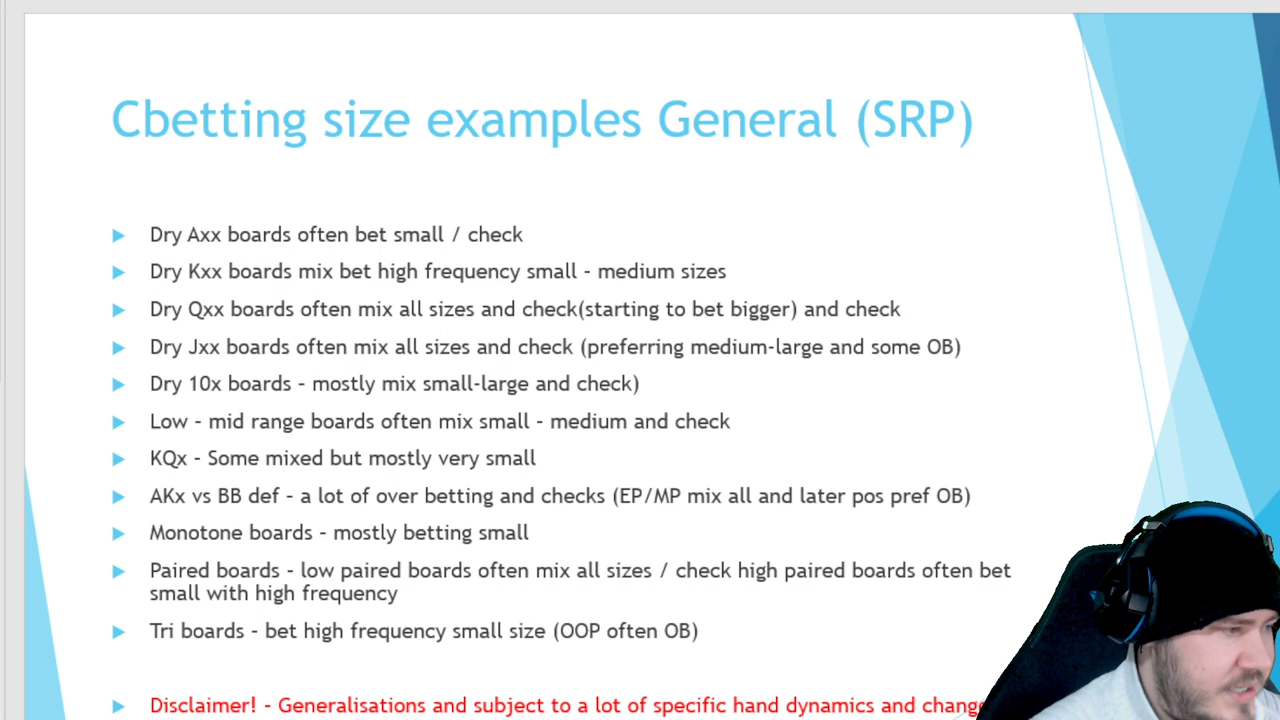 Cbetting size examples General (SRP)
Dry Axx boards often bet small / check
Dry Kxx boards mix bet high frequency small - medium sizes
Dry Qxx boards often mix all sizes and check(starting to bet bigger) and check
Dry Jxx boards often mix all sizes and check (preferring medium-large and some OB)
Dry 10x boards - mostly mix small-large and check)
Low - mid range boards often mix small - medium and check
KQx - Some mixed but mostly very small
AKx vs BB def - a lot of over betting and checks (EP/MP mix all and later pos pref OB)
Monotone boards - mostly betting small
Paired boards - low paired boards often mix all sizes / check high paired boards often bet
small with high frequency
Tri boards - bet high frequency small size (OOP often OB)
Disclaimer! - Generalisations and subject to a lot of specific hand dynamics and